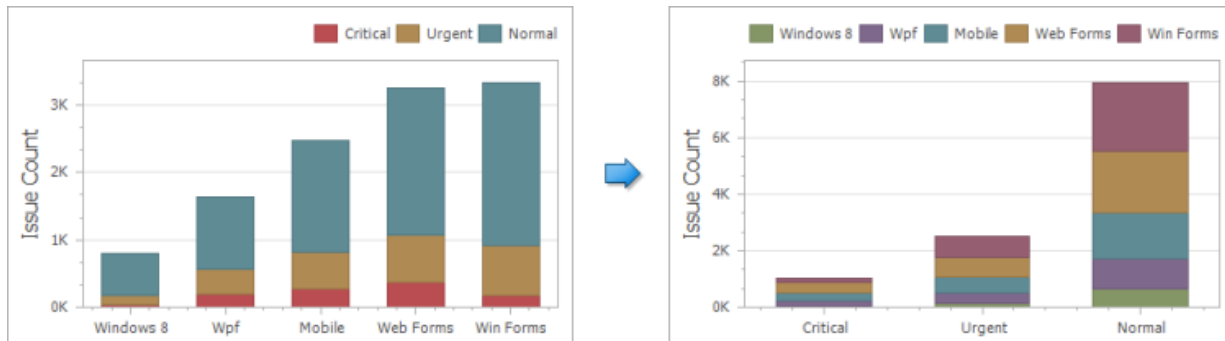 Critical Urgent Normal
Issue Count
3K
2K
1K
0K
Windows 8 Wpf Mobile Web Forms Win Forms
Windows 8 Wpf Mobile Web Forms Win Forms
Issue Count
8K
6K
4K
2K
0K
Critical Urgent Normal